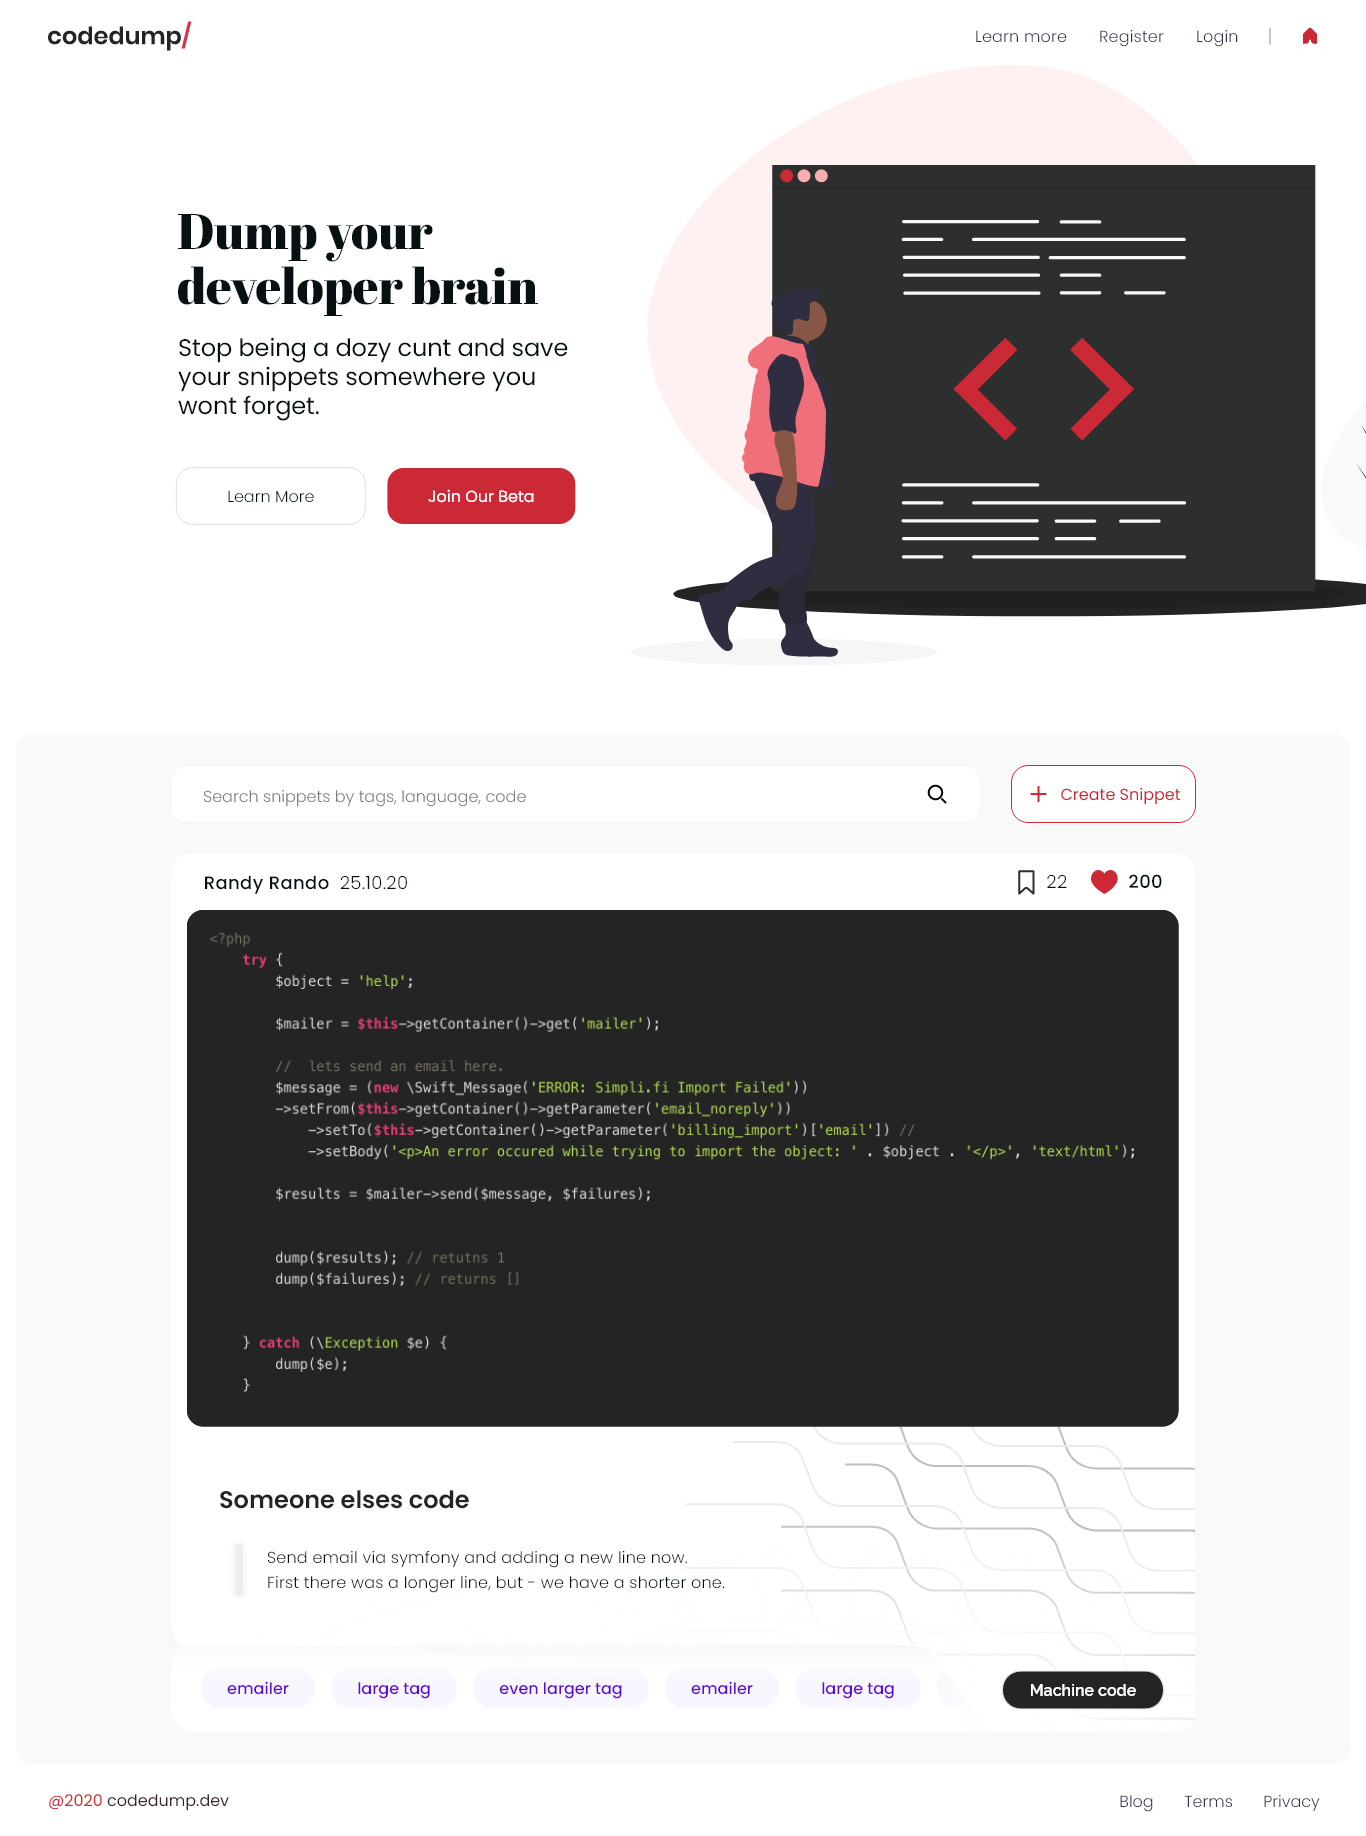 codedump/
Learn more Register Login |
Dump your
developer brain
Stop being a dozy cunt and save
your snippets somewhere you
wont forget.
Learn More Join Our Beta
Search snippets by tags, language, code
+ Create Snippet
Randy Rando 25.10.20 22 200
<?php
    try {
        $object = 'help';
        $mailer = $this->getContainer()->get('mailer');
        //  lets send an email here.
        $message = (new \Swift_Message('ERROR: Simpli.fi Import Failed'))
        ->setFrom($this->getContainer()->getParameter('email_noreply'))
            ->setTo($this->getContainer()->getParameter('billing_import')['email']) //
            ->setBody('<p>An error occured while trying to import the object: ' . $object . '</p>', 'text/html');
        $results = $mailer->send($message, $failures);
        dump($results); // retutns 1
        dump($failures); // returns []
    } catch (\Exception $e) {
        dump($e);
    }
Someone elses code
Send email via symfony and adding a new line now.
First there was a longer line, but - we have a shorter one.
emailer large tag even larger tag emailer large tag Machine code
@2020 codedump.dev Blog Terms Privacy